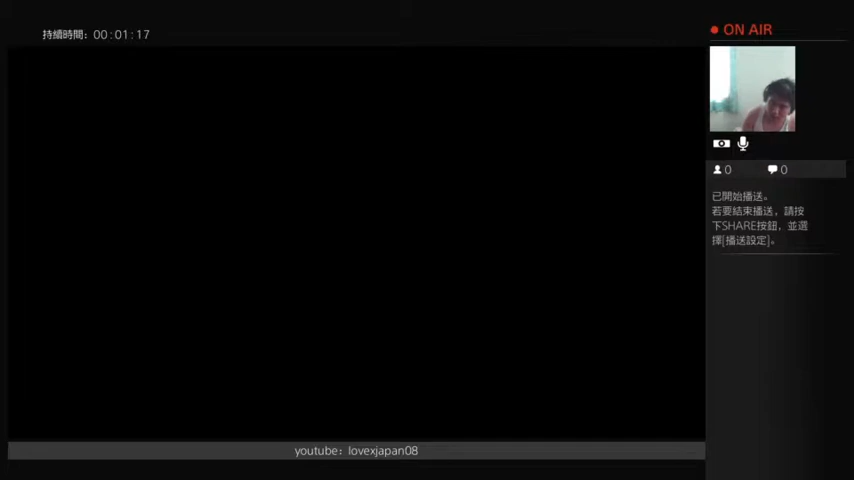 持續時間：00:01:17
ON AIR
0 0
已開始播送。
若要結束播送，請按
下SHARE按鈕，並選
擇[播送設定]。
youtube：lovexjapan08